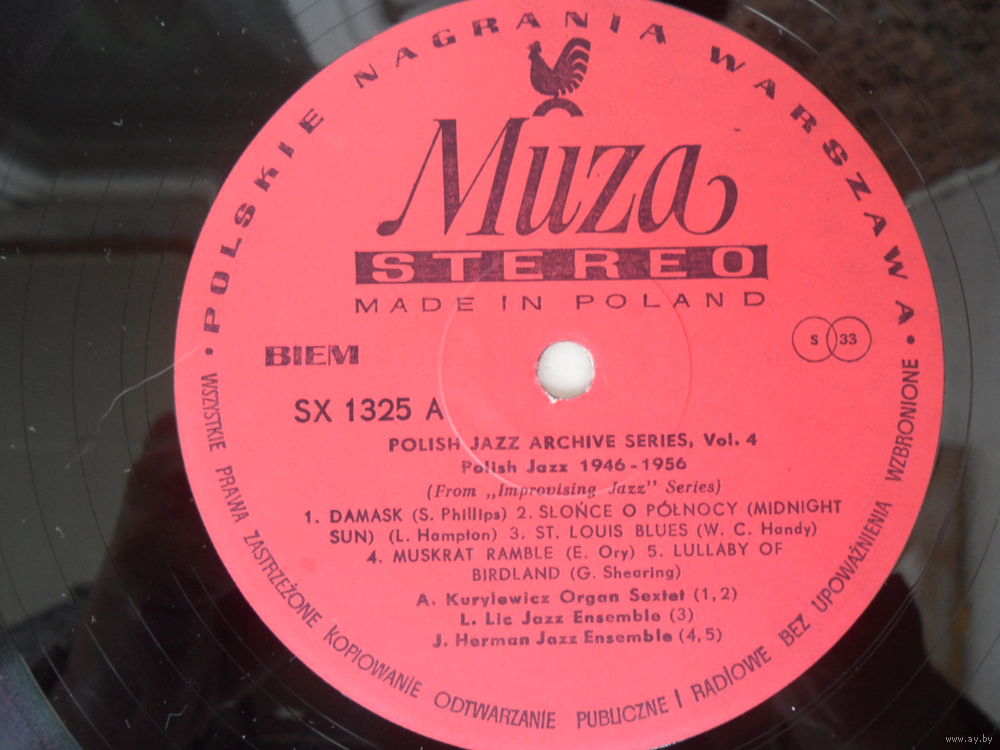 POLSKIE NAGRANIA WARSZAWA
Muza
STEREO
MADE IN POLAND
BIEM
S 33
SX 1325 A
POLISH JAZZ ARCHIVE SERIES, Vol. 4
Polish Jazz 1946-1956
(From „Improvising Jazz" Series)
1. DAMASK (S. Phillips) 2. SŁOŃCE O PÓŁNOCY (MIDNIGHT
SUN) (L. Hampton) 3. ST. LOUIS BLUES (W. C. Handy)
4. MUSKRAT RAMBLE (E. Ory) 5. LULLABY OF
BIRDLAND (G. Shearing)
A. Kurylewicz Organ Sextet (1,2)
L. Lic Jazz Ensemble (3)
J. Herman Jazz Ensemble (4,5)
• WSZYSTKIE PRAWA ZASTRZEŻONE KOPIOWANIE ODTWARZANIE PUBLICZNE I RADIOWE BEZ UPOWAŻNIENIA WZBRONIONE •
www.ay.by